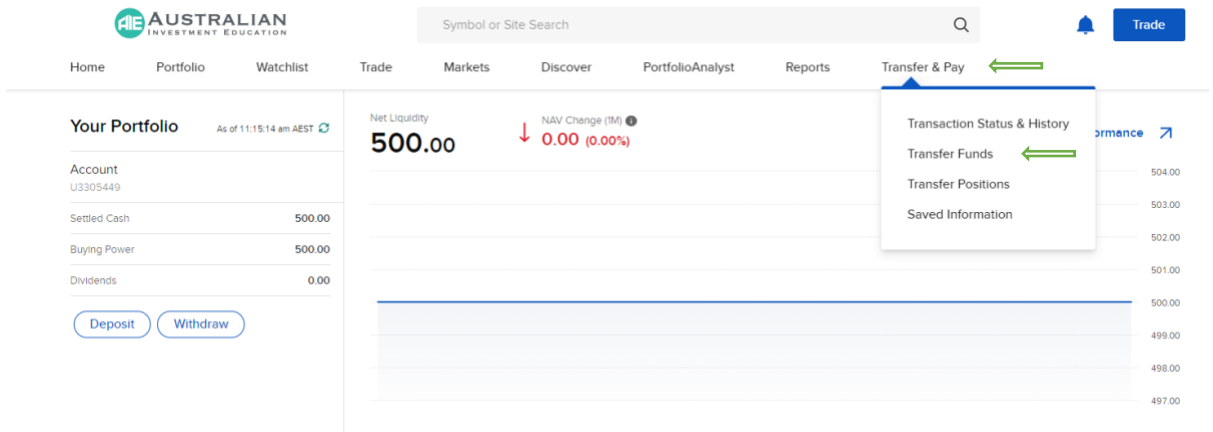 AIE AUSTRALIAN
INVESTMENT EDUCATION
Symbol or Site Search
Trade
Home Portfolio Watchlist Trade Markets Discover PortfolioAnalyst Reports Transfer & Pay
Your Portfolio As of 11:15:14 am AEST
Account
U3305449
Settled Cash 500.00
Buying Power 500.00
Dividends 0.00
Deposit Withdraw
Net Liquidity
500.00
NAV Change (1M)
0.00 (0.00%)
Transaction Status & History
Transfer Funds
Transfer Positions
Saved Information
ormance
504.00
503.00
502.00
501.00
500.00
499.00
498.00
497.00